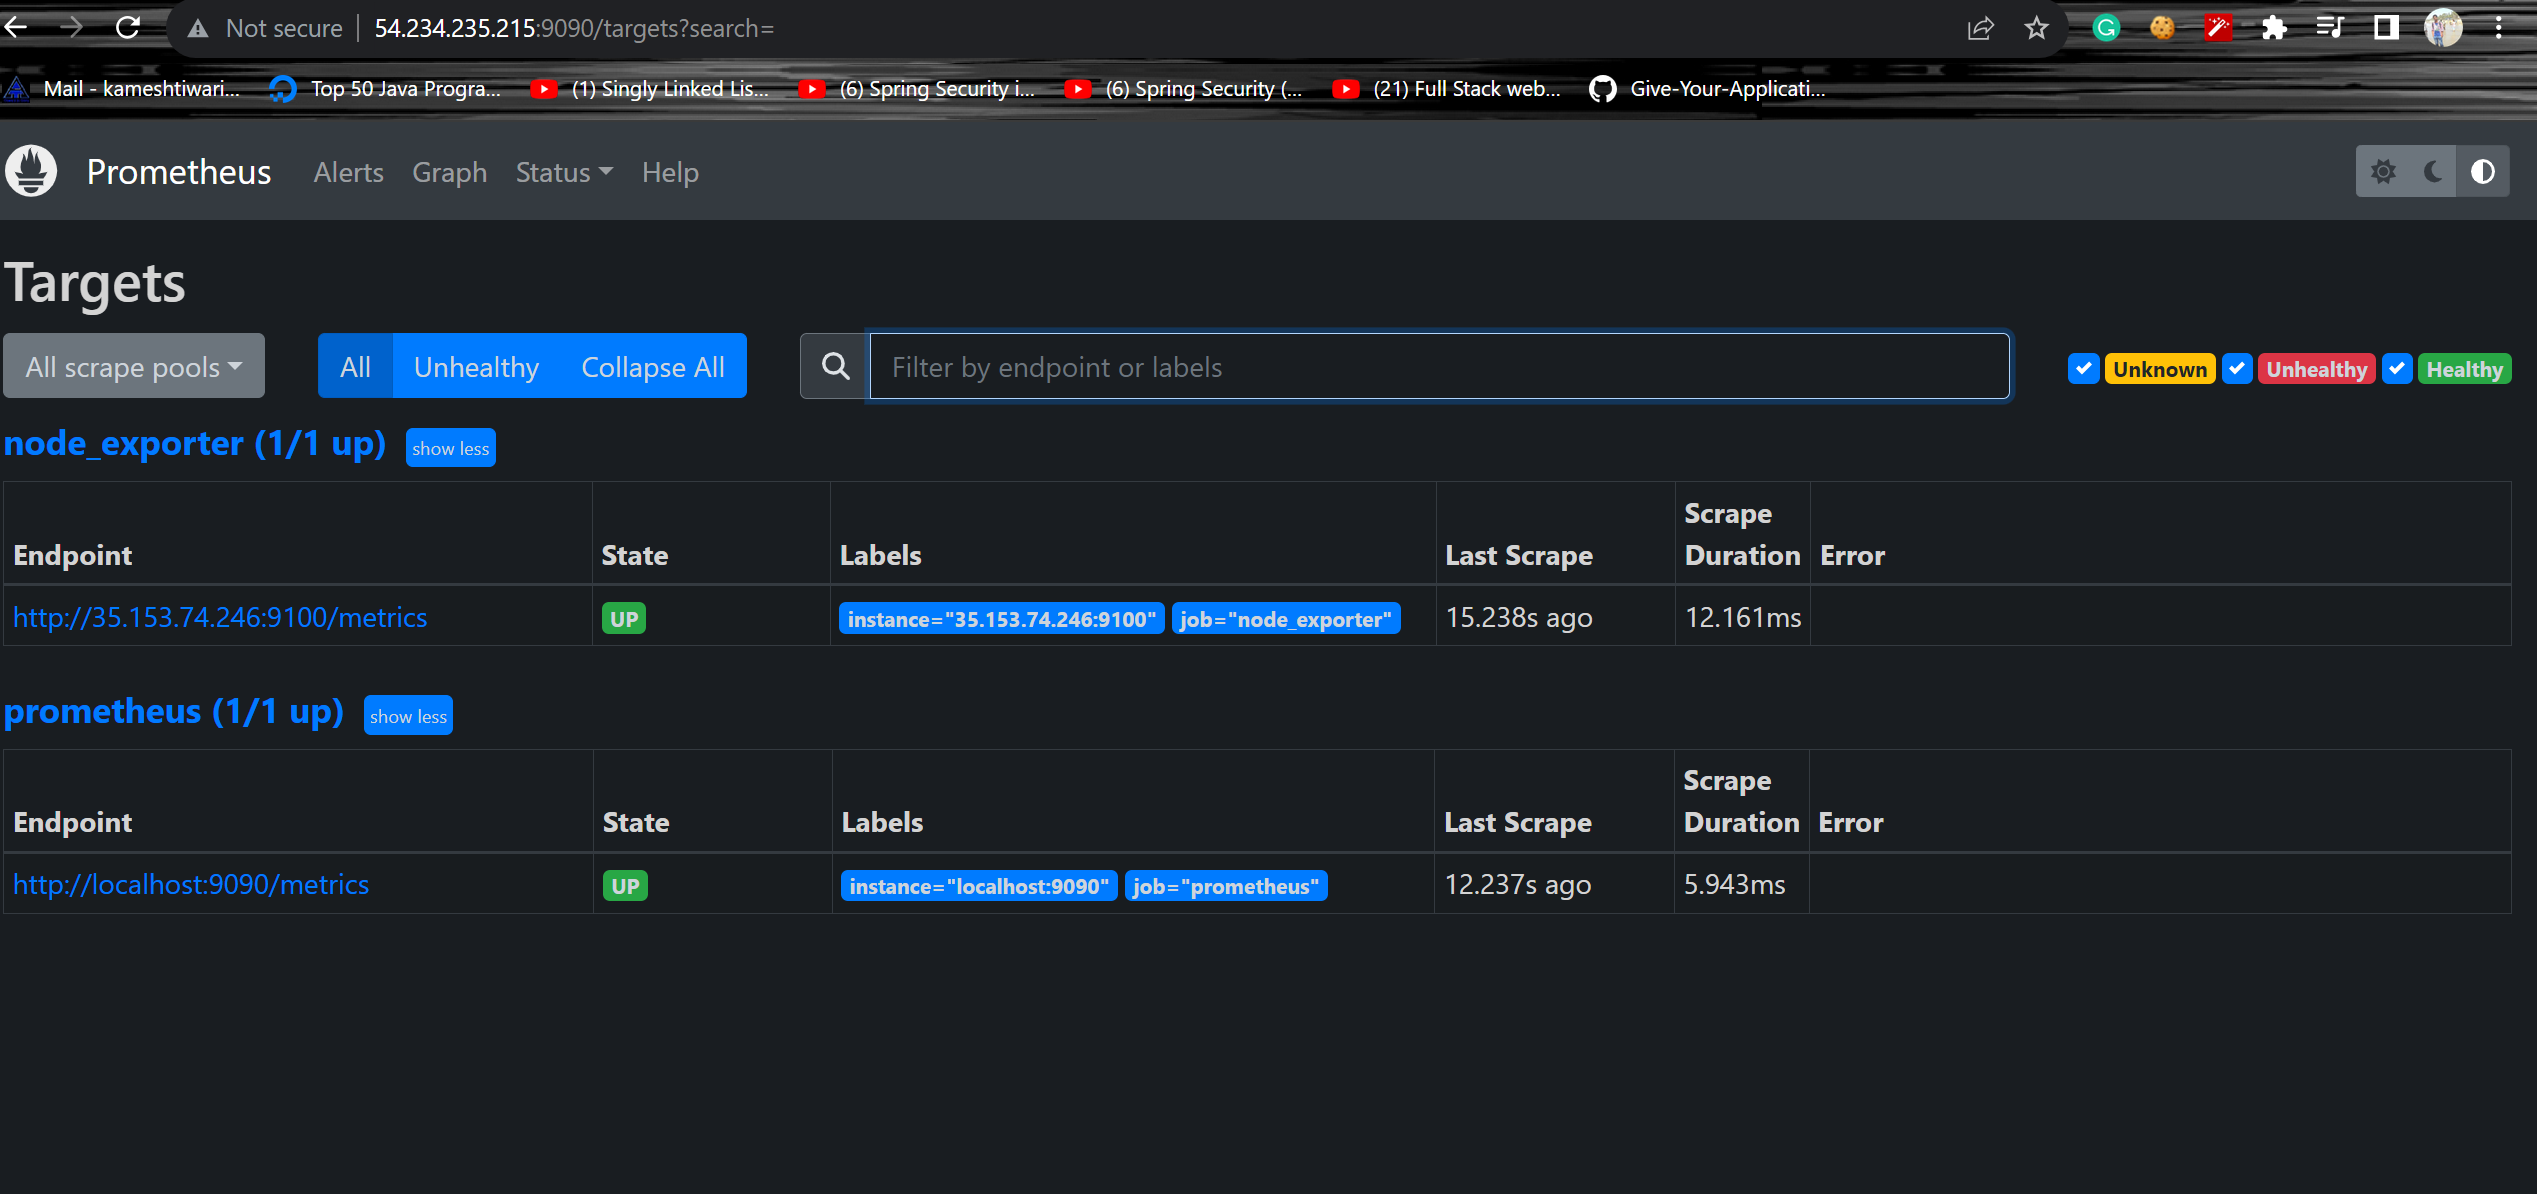 Not secure 54.234.235.215:9090/targets?search=
Mail - kameshtiwari... Top 50 Java Progra... (1) Singly Linked Lis... (6) Spring Security i... (6) Spring Security (... (21) Full Stack web... Give-Your-Applicati...
Prometheus Alerts Graph Status Help
Targets
All scrape pools All Unhealthy Collapse All Filter by endpoint or labels Unknown Unhealthy Healthy
node_exporter (1/1 up) show less
Endpoint State Labels Last Scrape Scrape Duration Error
http://35.153.74.246:9100/metrics UP instance="35.153.74.246:9100" job="node_exporter" 15.238s ago 12.161ms
prometheus (1/1 up) show less
Endpoint State Labels Last Scrape Scrape Duration Error
http://localhost:9090/metrics UP instance="localhost:9090" job="prometheus" 12.237s ago 5.943ms